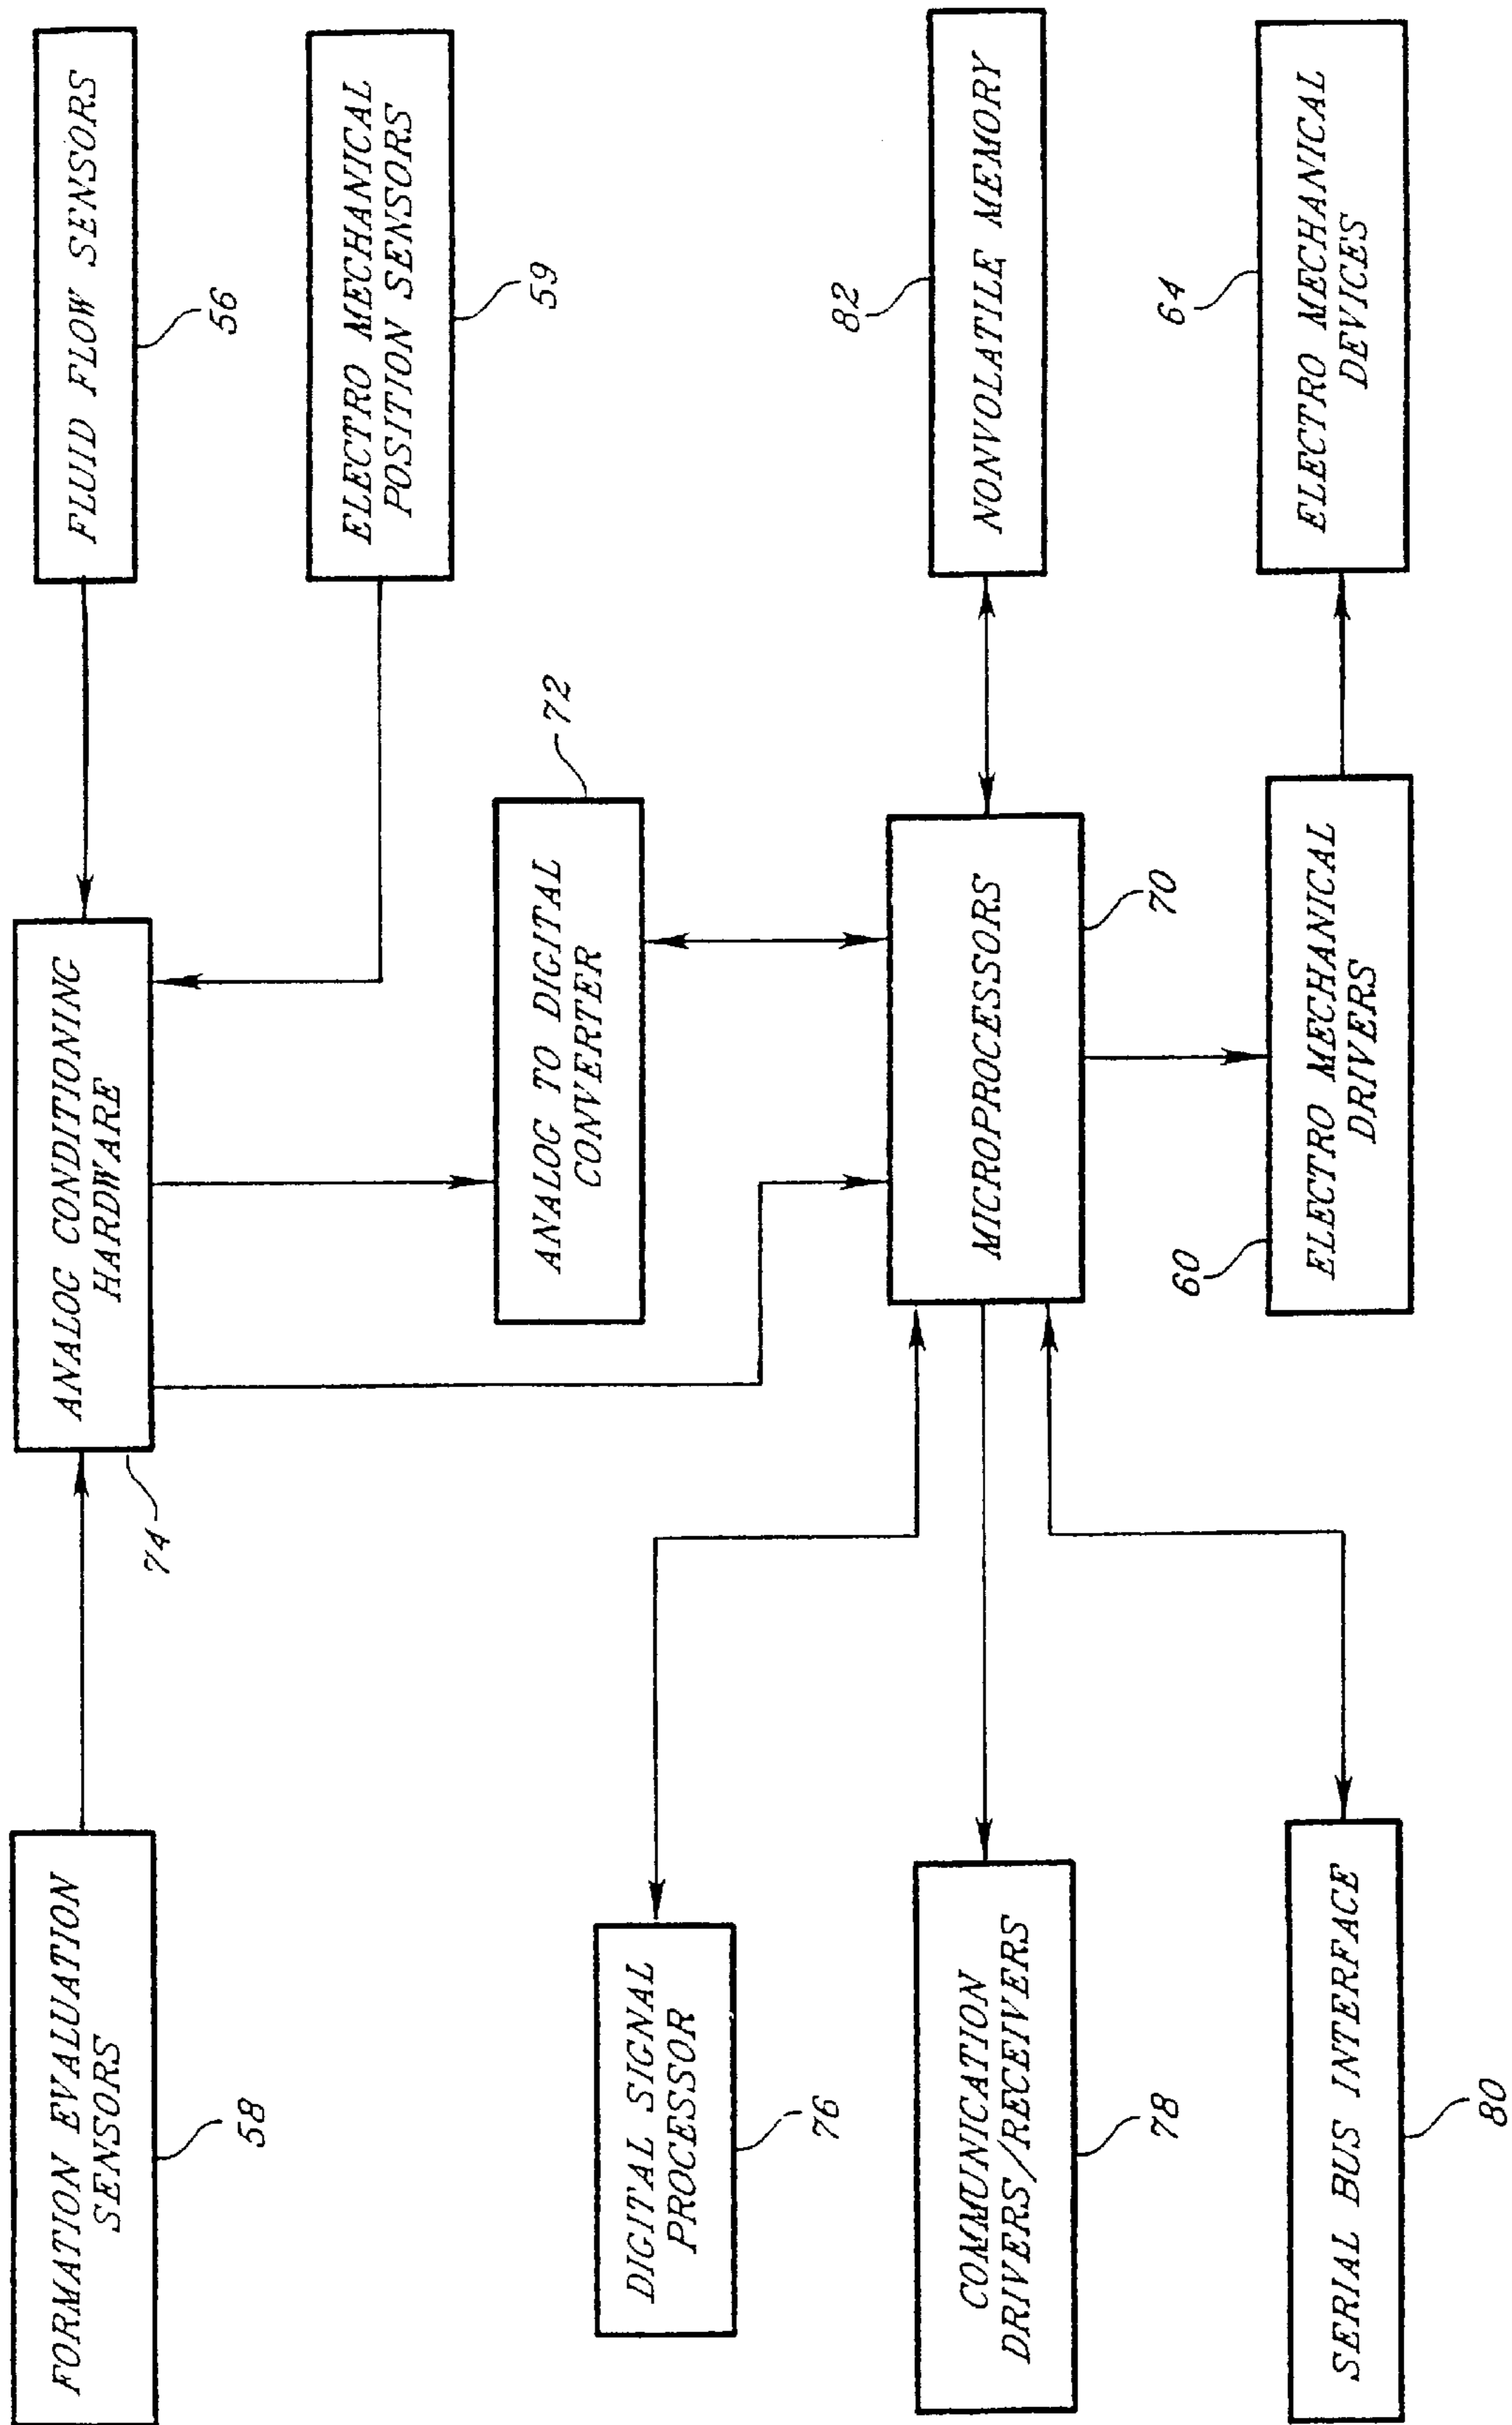 FORMATION EVALUATION
SENSORS
58
ANALOG CONDITIONING
HARDWARE
74
FLUID FLOW SENSORS
56
ELECTRO MECHANICAL
POSITION SENSORS
59
ANALOG TO DIGITAL
CONVERTER
72
DIGITAL SIGNAL
PROCESSOR
76
COMMUNICATION
DRIVERS/RECEIVERS
78
MICROPROCESSORS
70
NONVOLATILE MEMORY
82
SERIAL BUS INTERFACE
80
ELECTRO MECHANICAL
DRIVERS
60
ELECTRO MECHANICAL
DEVICES
64